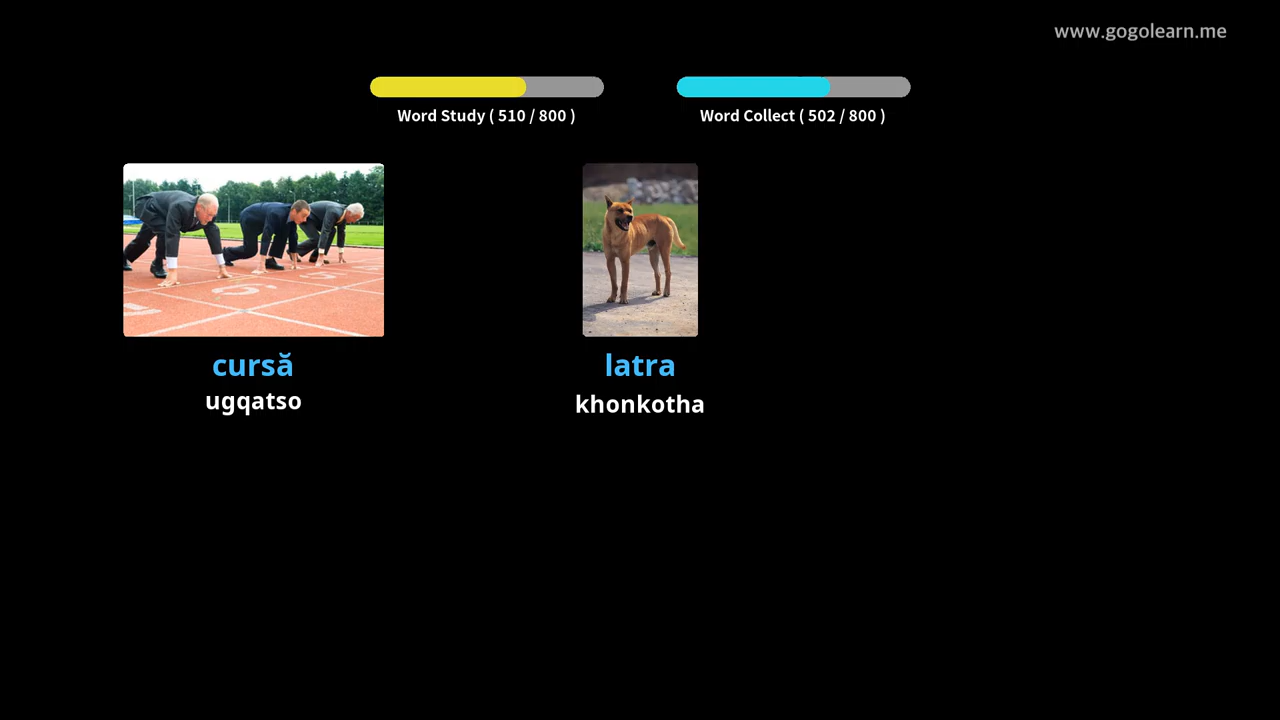 www.gogolearn.me
Word Study ( 510 / 800 )
Word Collect ( 502 / 800 )
cursă
ugqatso
latra
khonkotha